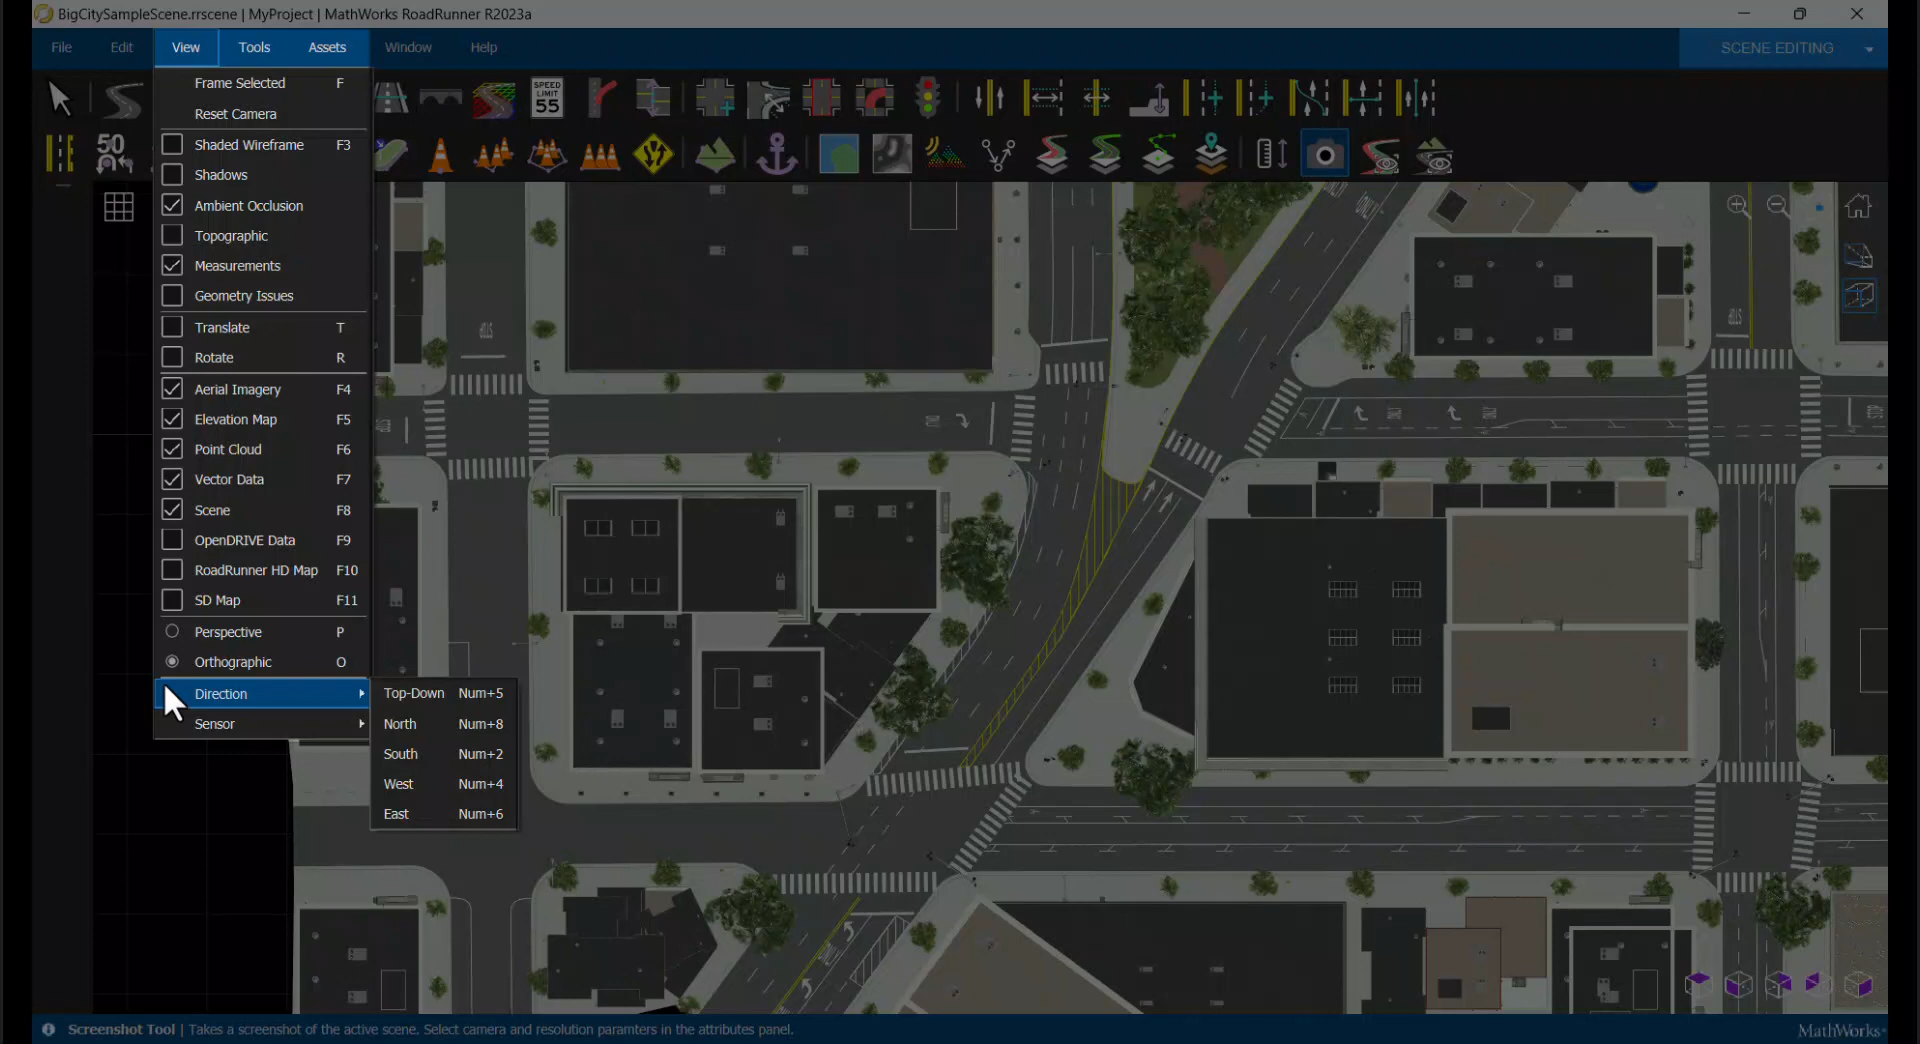 BigCitySampleScene.rrscene | MyProject | MathWorks RoadRunner R2023a
File Edit View Tools Assets Window Help
SCENE EDITING
SPEED LIMIT 55
50
Frame Selected F
Reset Camera
Shaded Wireframe F3
Shadows
Ambient Occlusion
Topographic
Measurements
Geometry Issues
Translate T
Rotate R
Aerial Imagery F4
Elevation Map F5
Point Cloud F6
Vector Data F7
Scene F8
OpenDRIVE Data F9
RoadRunner HD Map F10
SD Map F11
Perspective P
Orthographic O
Direction
Sensor
Top-Down Num+5
North Num+8
South Num+2
West Num+4
East Num+6
Screenshot Tool | Takes a screenshot of the active scene. Select camera and resolution paramters in the attributes panel.
MathWorks